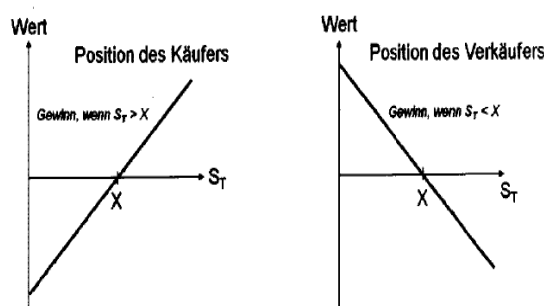 Wert
Position des Käufers
Gewinn, wenn S_T > X
S_T
X
Wert
Position des Verkäufers
Gewinn, wenn S_T < X
S_T
X